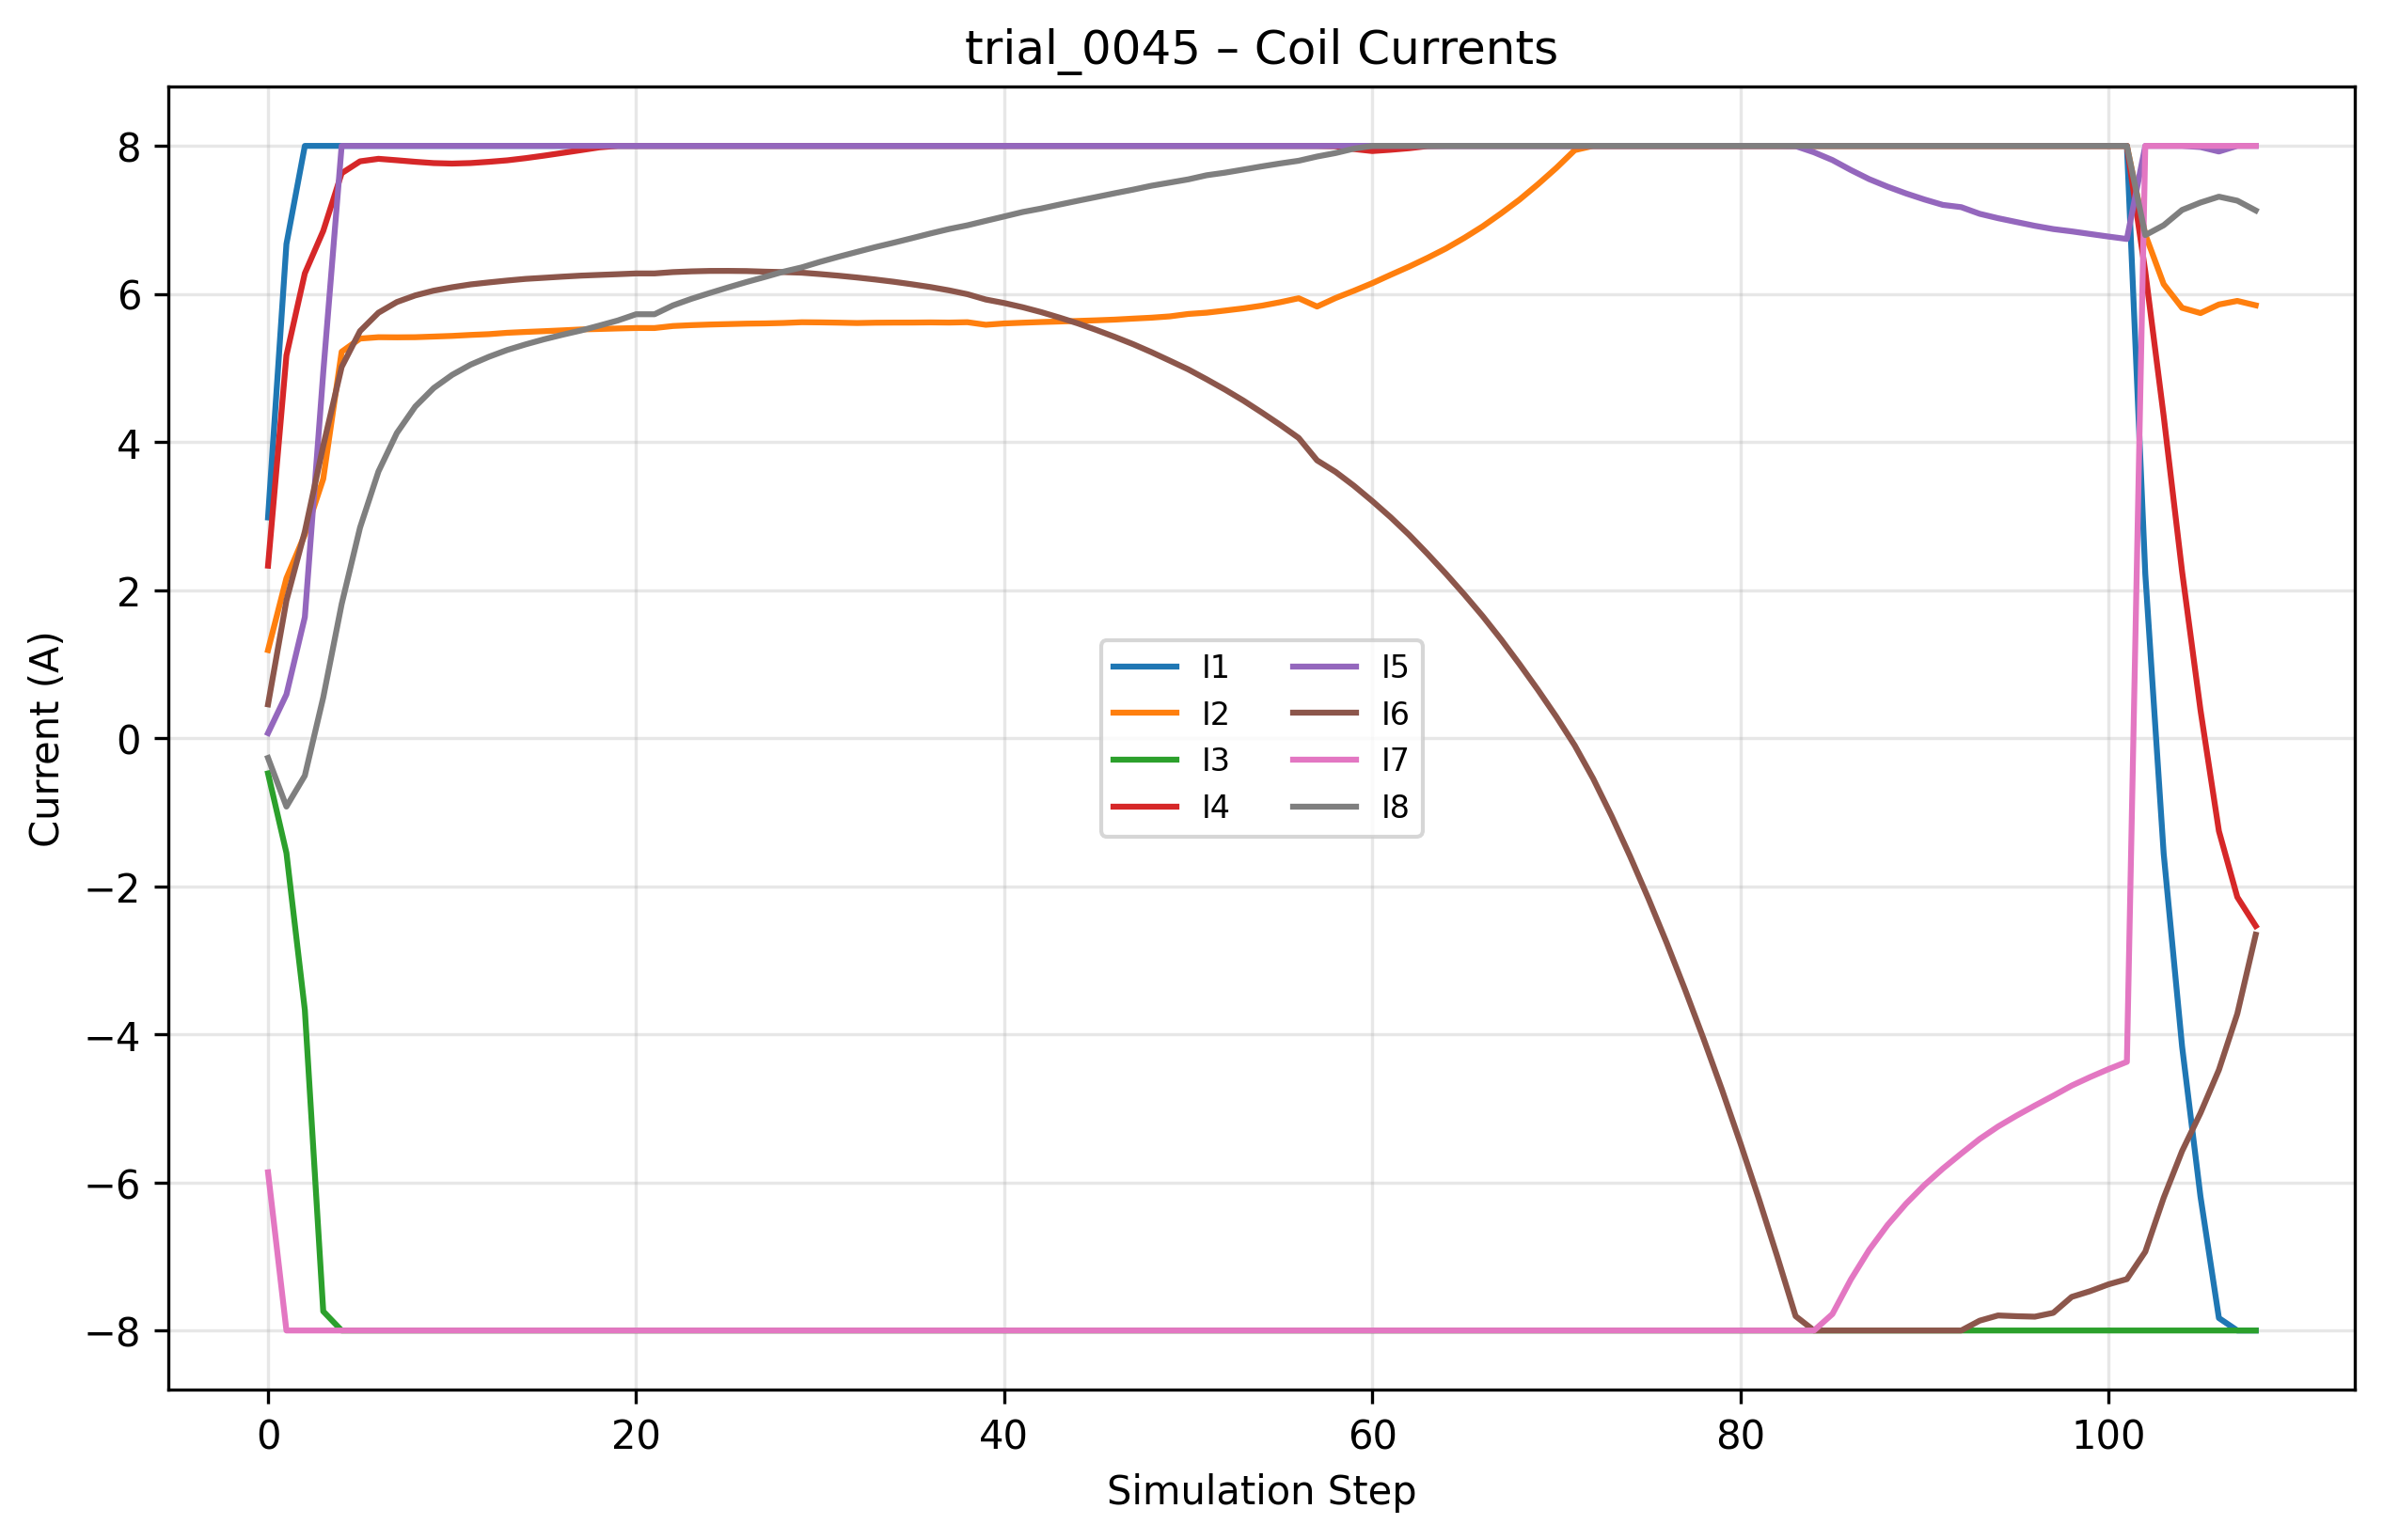 trial_0045 – Coil Currents
Current (A)
8
6
4
2
0
−2
−4
−6
−8
I1
I2
I3
I4
I5
I6
I7
I8
0
20
40
60
80
100
Simulation Step